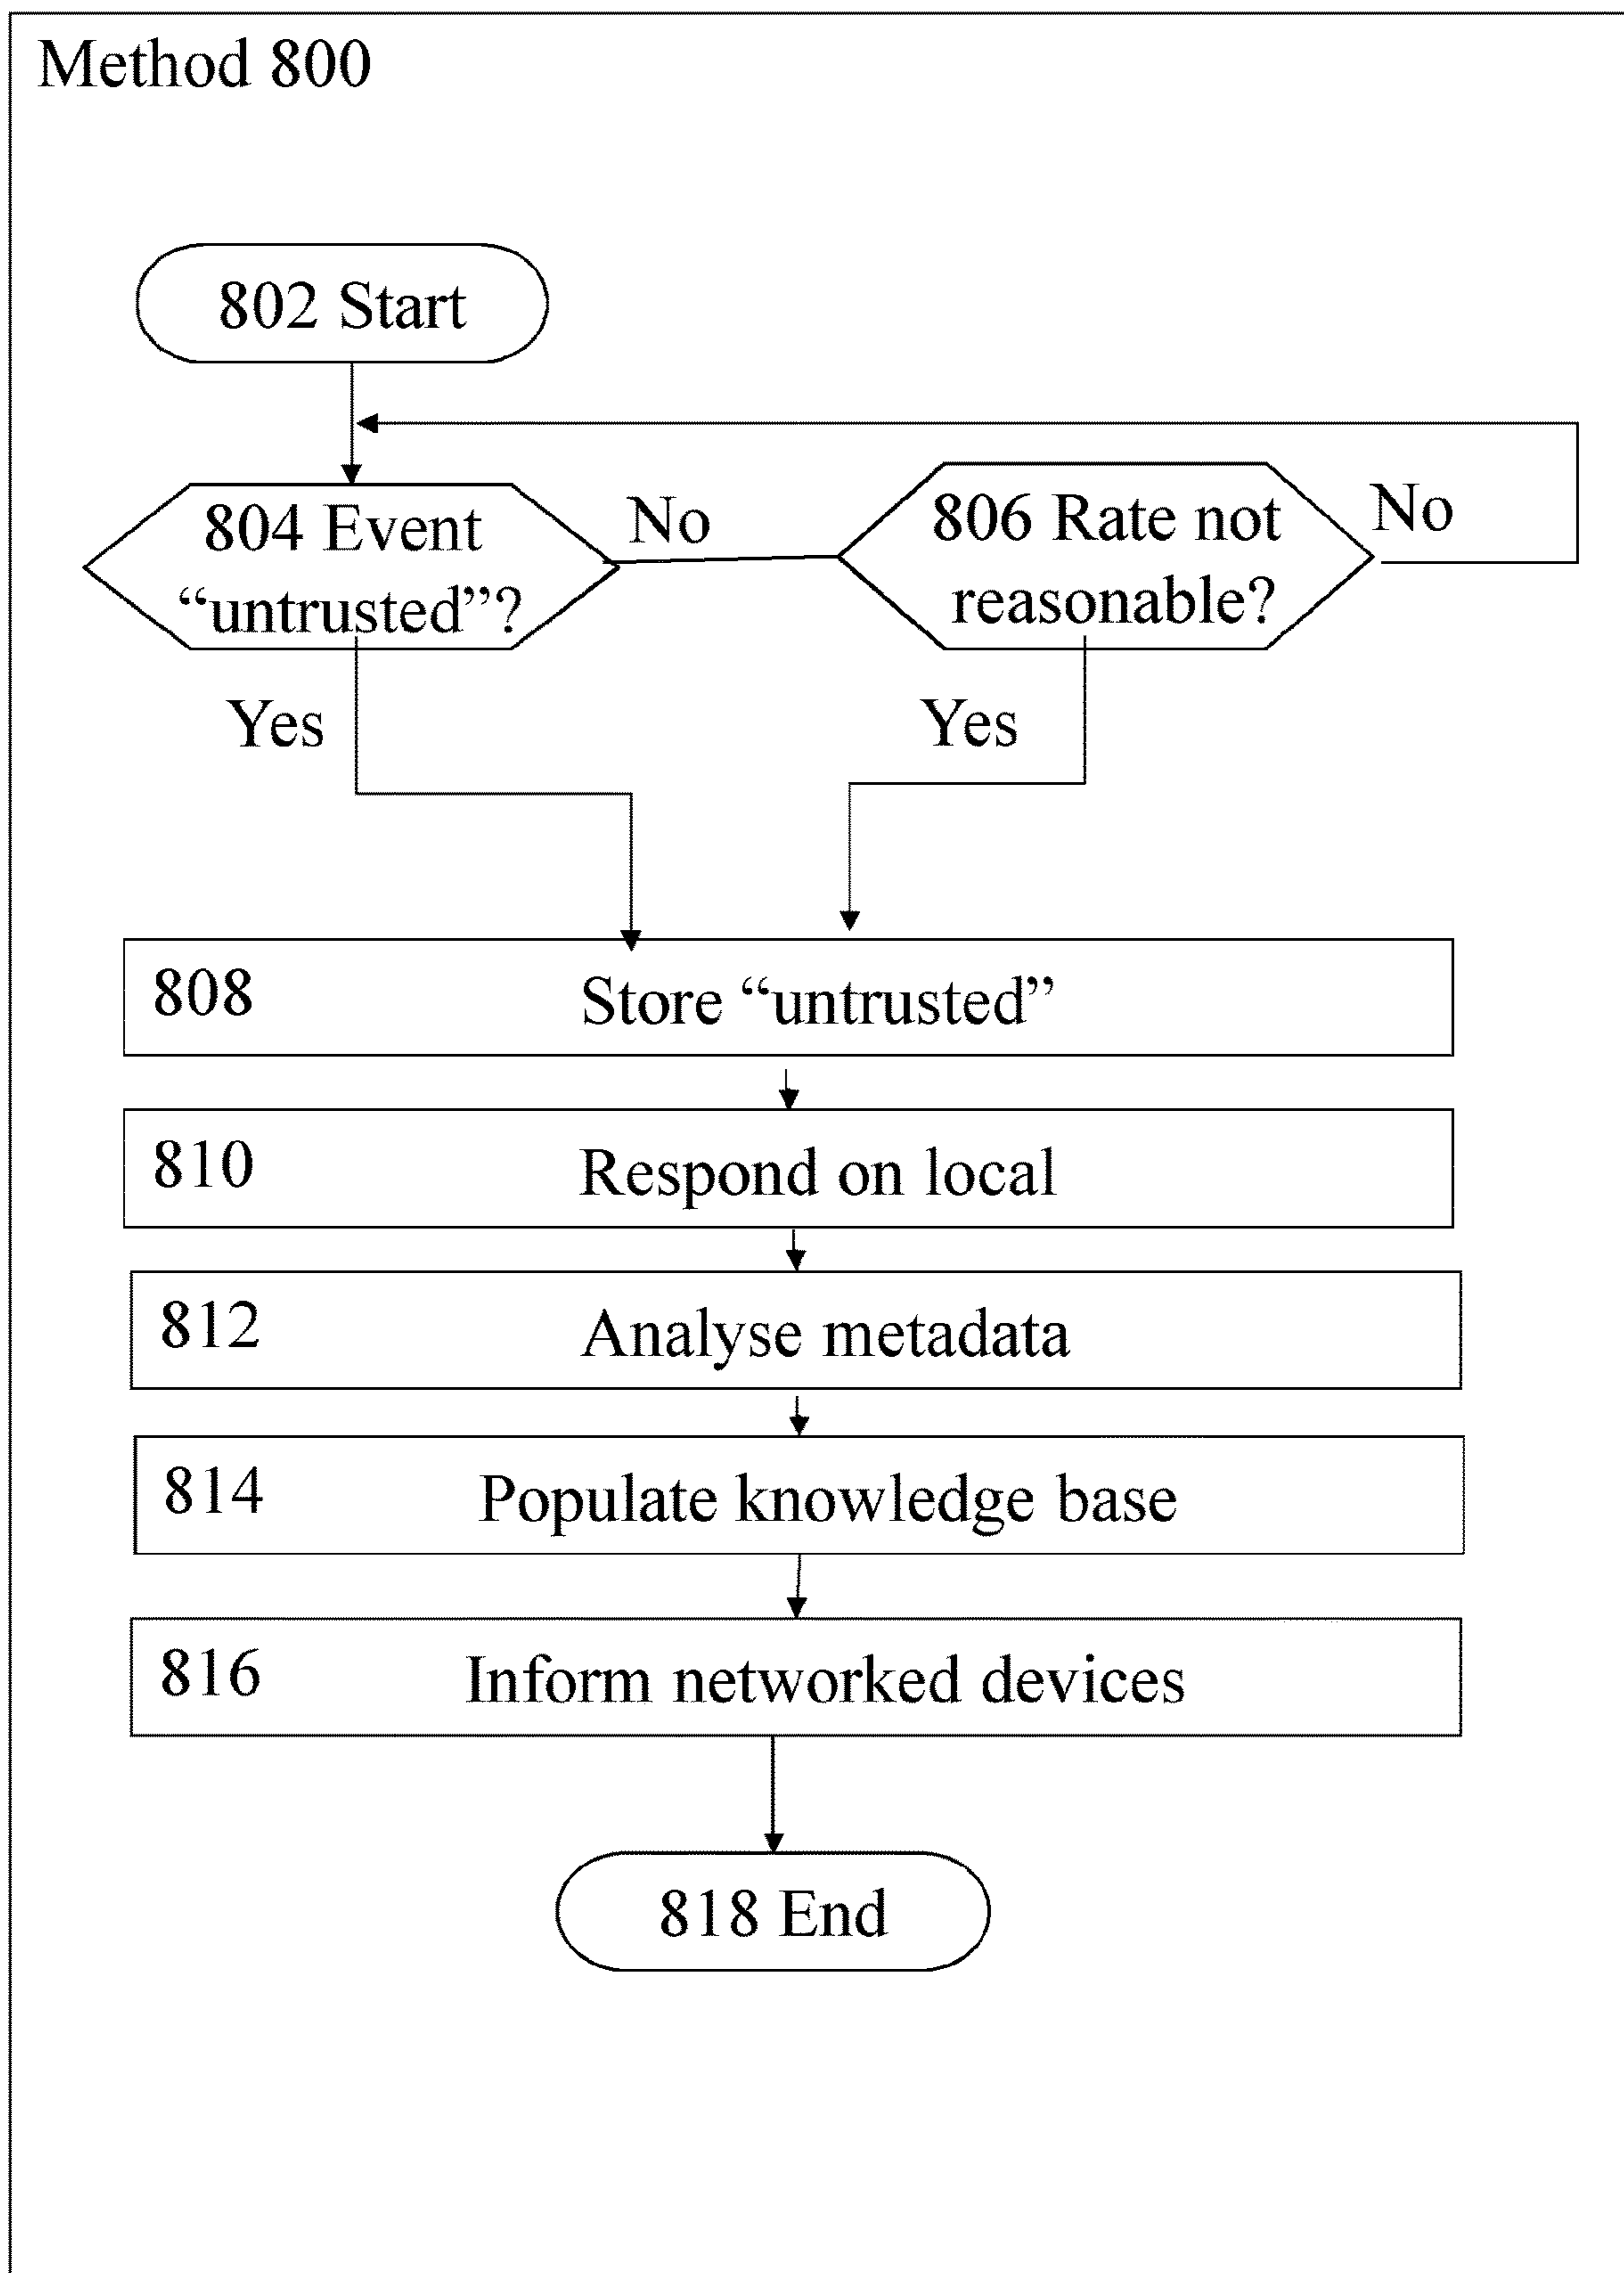 Method 800
802 Start
804 Event
“untrusted”?
No
806 Rate not
reasonable?
No
Yes
Yes
808 Store “untrusted”
810 Respond on local
812 Analyse metadata
814 Populate knowledge base
816 Inform networked devices
818 End